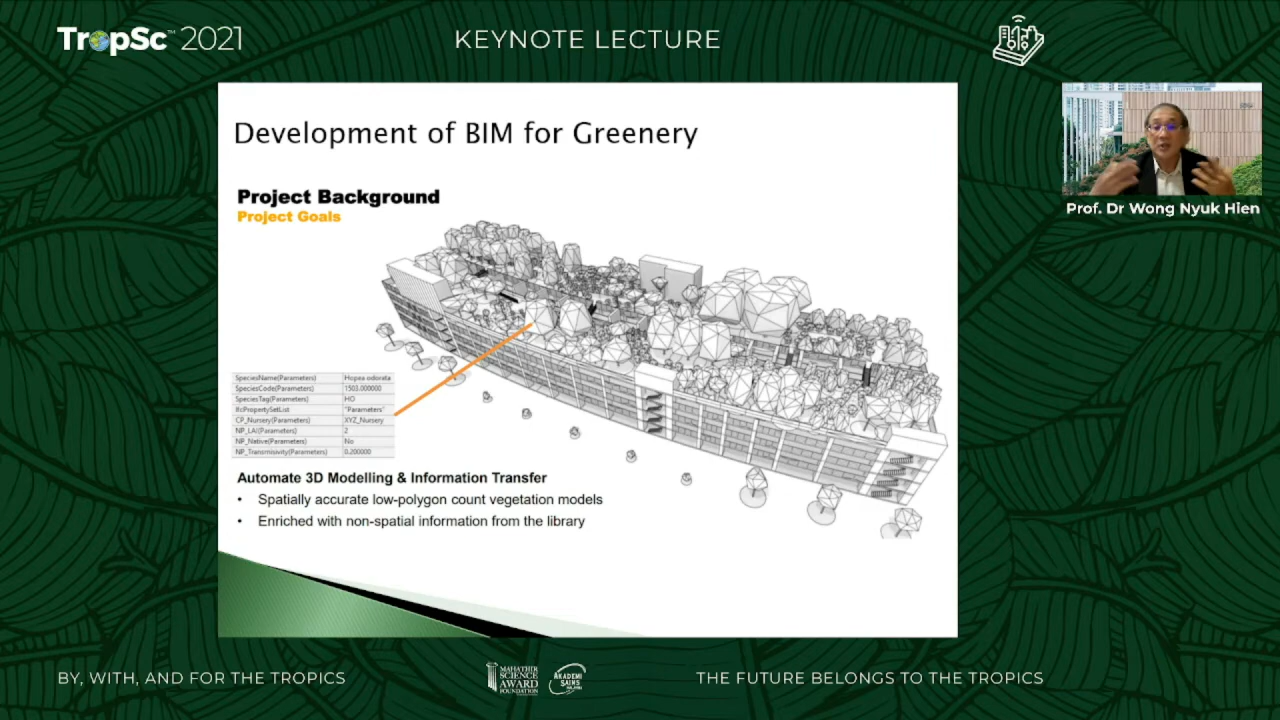 TropSc™ 2021
KEYNOTE LECTURE
Development of BIM for Greenery
Project Background
Project Goals
SpeciesName(Parameters) Hopea odorata
SpeciesCode(Parameters) 1503.000000
SpeciesTag(Parameters) HO
IfcPropertySetList "Parameters"
CP_Nursery(Parameters) XYZ_Nursery
NP_LAI(Parameters) 2
NP_Native(Parameters) No
NP_Transmisivity(Parameters) 0.200000
Automate 3D Modelling & Information Transfer
• Spatially accurate low-polygon count vegetation models
• Enriched with non-spatial information from the library
Prof. Dr Wong Nyuk Hien
BY, WITH, AND FOR THE TROPICS
MAHATHIR
SCIENCE
AWARD
FOUNDATION
AKADEMI
SAINS
THE FUTURE BELONGS TO THE TROPICS